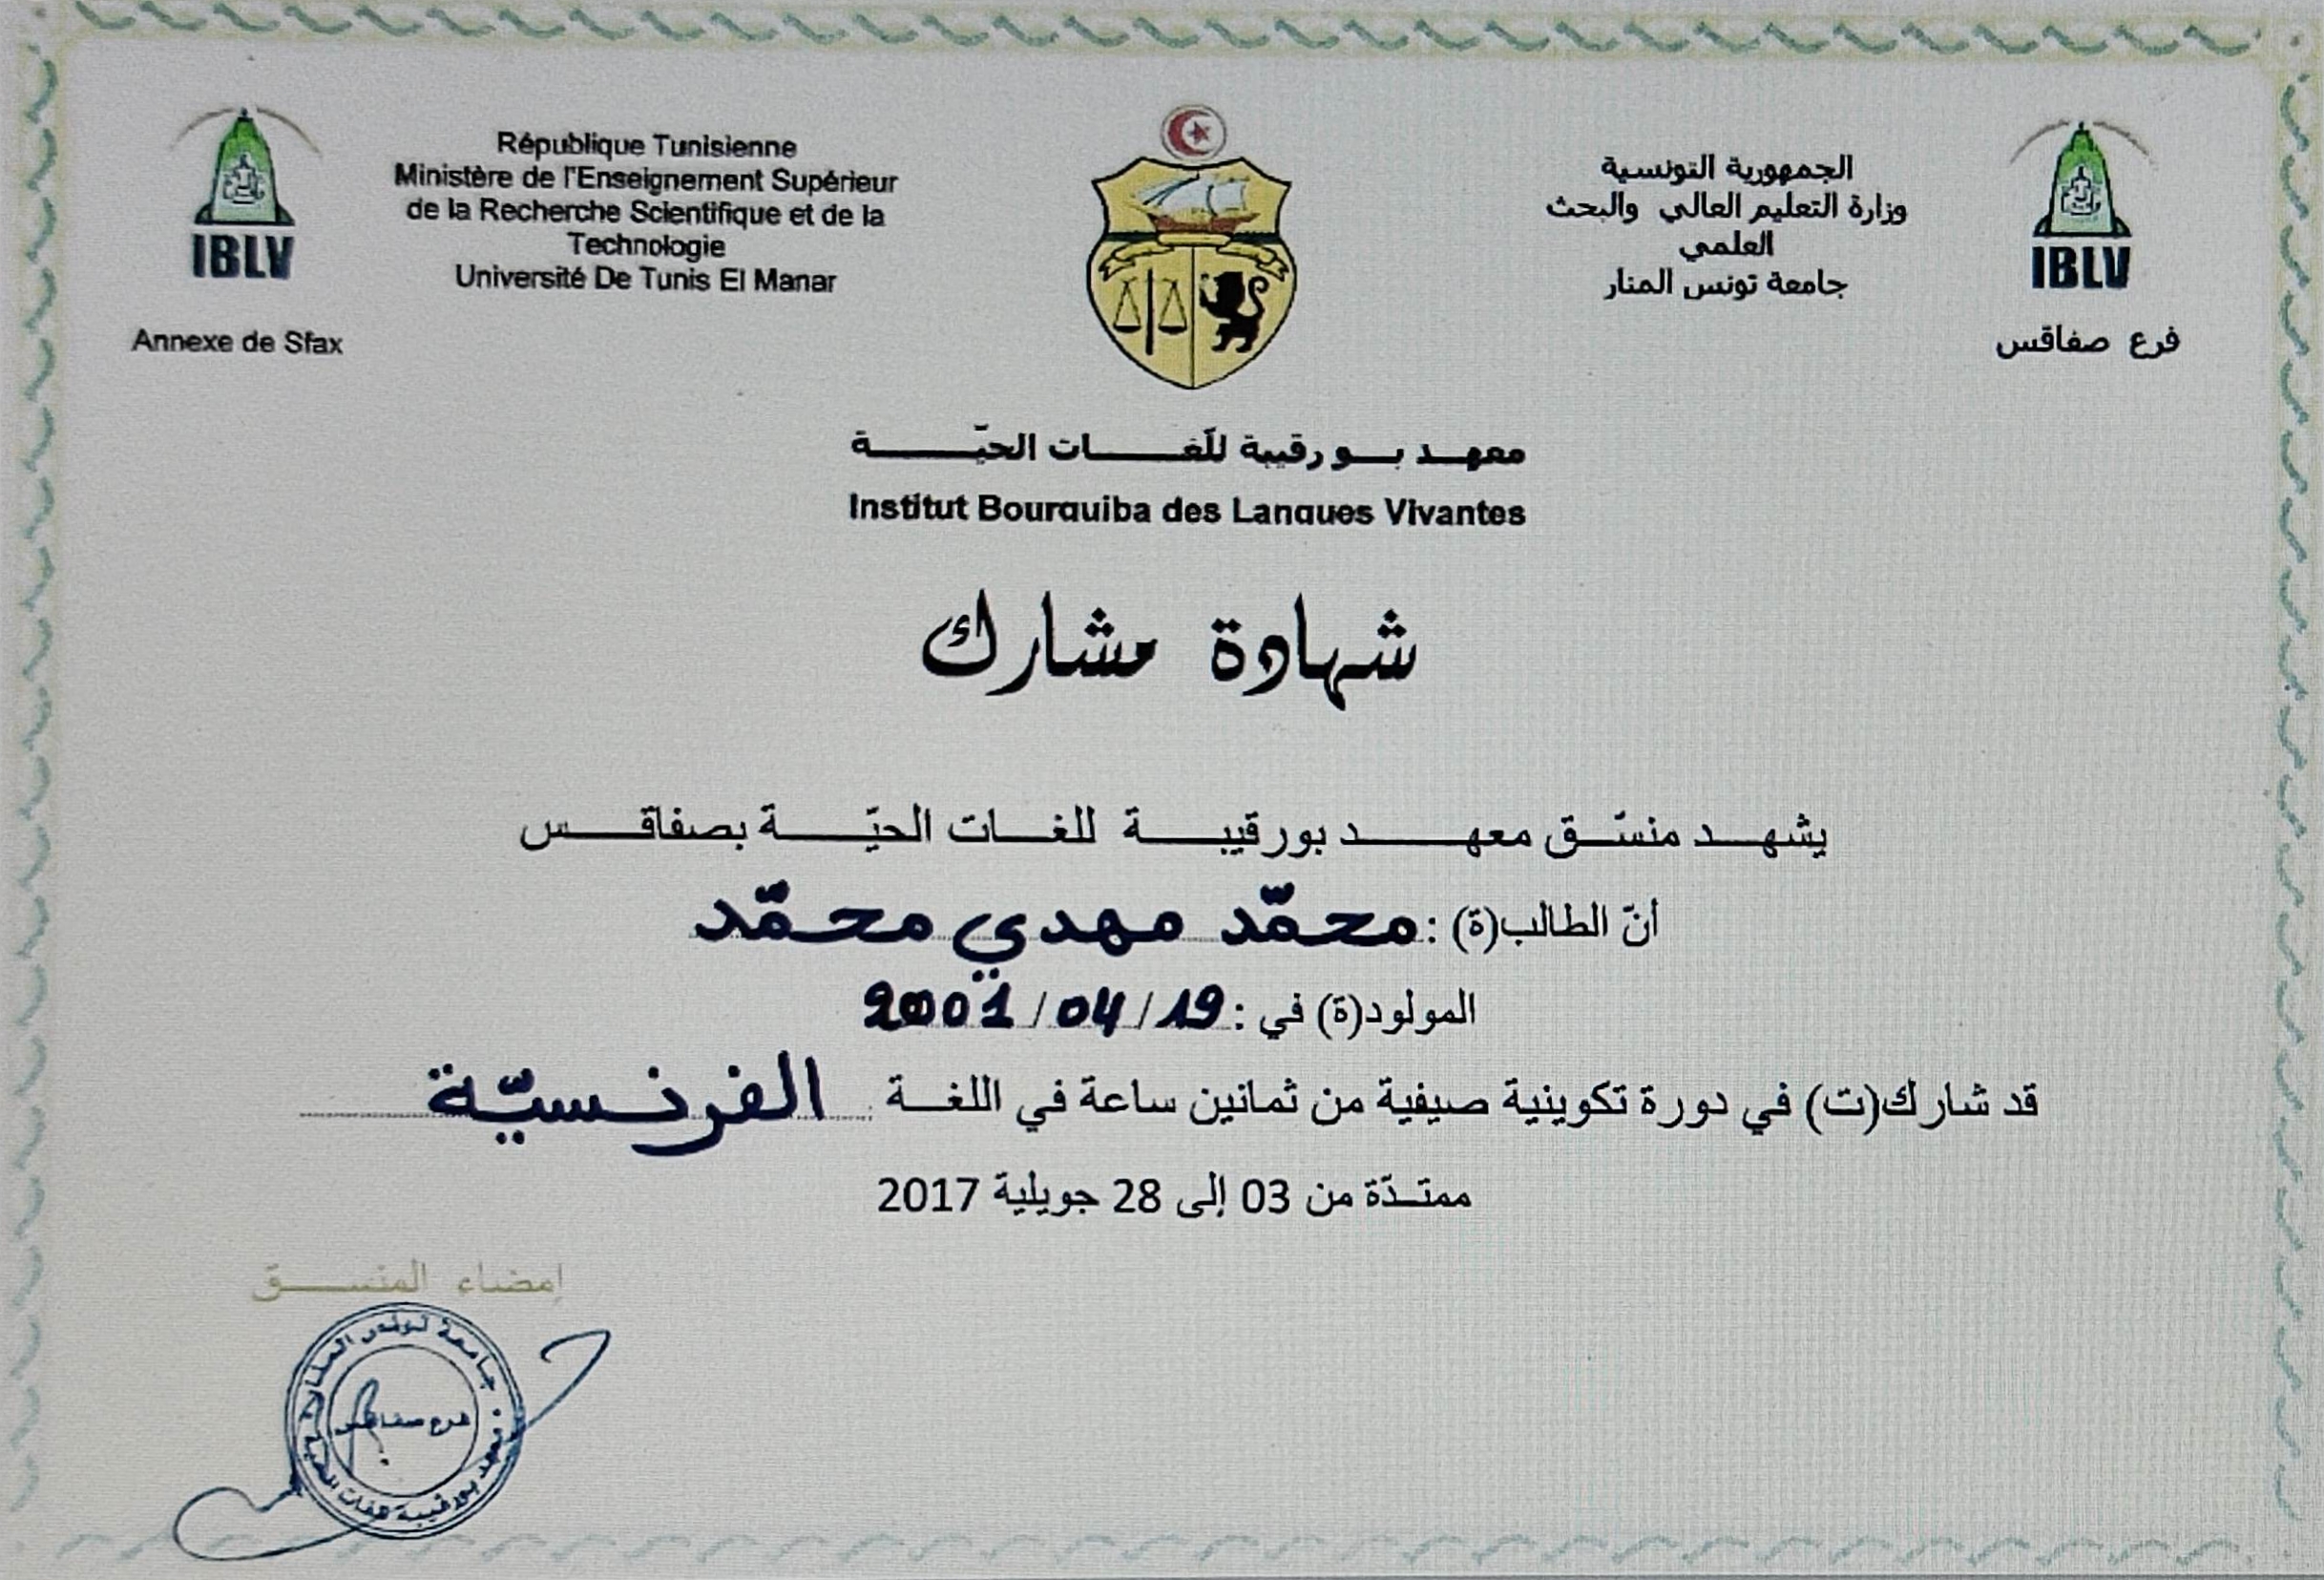 IBLV
Annexe de Sfax
République Tunisienne
Ministère de l'Enseignement Supérieur
de la Recherche Scientifique et de la
Technologie
Université De Tunis El Manar
الجمهورية التونسية
وزارة التعليم العالي والبحث
العلمي
جامعة تونس المنار
IBLV
فرع صفاقس
معهد بورقيبة للّغات الحيّة
Institut Bourguiba des Langues Vivantes
شهادة مشارك
يشهد منسّق معهد بورقيبة للغات الحيّة بصفاقس
أنّ الطالب(ة) : محمّد مهدي محمّد
المولود(ة) في : 19 / 04 / 2001
قد شارك(ت) في دورة تكوينية صيفية من ثمانين ساعة في اللغة الفرنسيّة
ممتدّة من 03 إلى 28 جويلية 2017
إمضاء المنسق
جامعة تونس المنار
فرع صفاقس
معهد بورقيبة للغات الحية